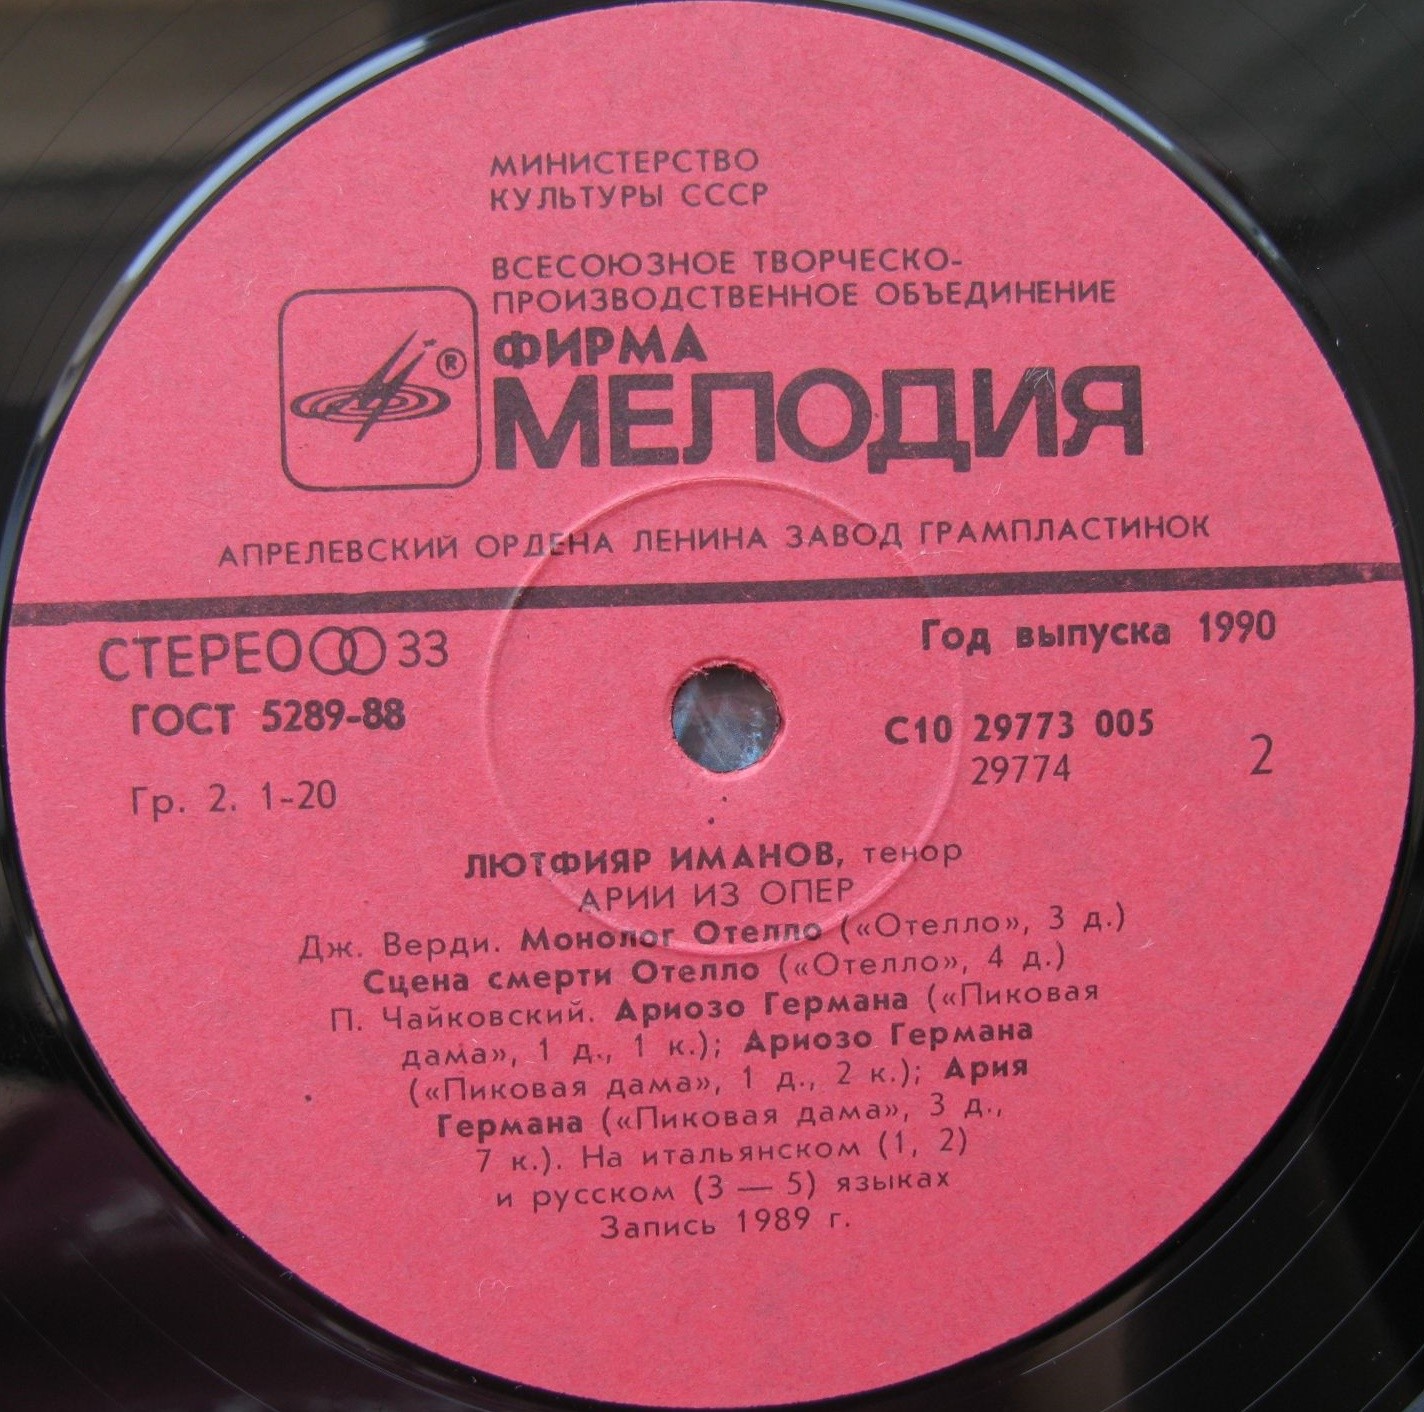 МИНИСТЕРСТВО
КУЛЬТУРЫ СССР
ВСЕСОЮЗНОЕ ТВОРЧЕСКО-
ПРОИЗВОДСТВЕННОЕ ОБЪЕДИНЕНИЕ
ФИРМА
®
МЕЛОДИЯ
АПРЕЛЕВСКИЙ ОРДЕНА ЛЕНИНА ЗАВОД ГРАМПЛАСТИНОК
СТЕРЕО 33
Год выпуска 1990
ГОСТ 5289-88
С10 29773 005
29774
2
Гр. 2. 1-20
ЛЮТФИЯР ИМАНОВ, тенор
АРИИ ИЗ ОПЕР
Дж. Верди. Монолог Отелло («Отелло», 3 д.)
Сцена смерти Отелло («Отелло», 4 д.)
П. Чайковский. Ариозо Германа («Пиковая
дама», 1 д., 1 к.); Ариозо Германа
(«Пиковая дама», 1 д., 2 к.); Ария
Германа («Пиковая дама», 3 д.,
7 к.). На итальянском (1, 2)
и русском (3 — 5) языках
Запись 1989 г.